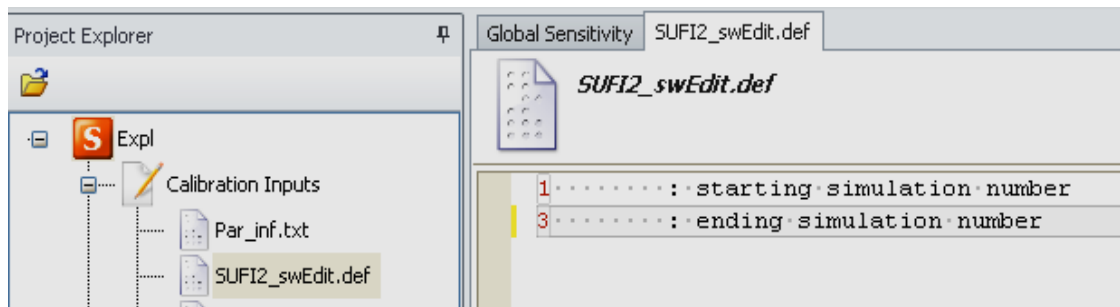 Project Explorer
S Expl
Calibration Inputs
Par_inf.txt
SUFI2_swEdit.def
Global Sensitivity SUFI2_swEdit.def
SUFI2_swEdit.def
1 : starting simulation number
3 : ending simulation number